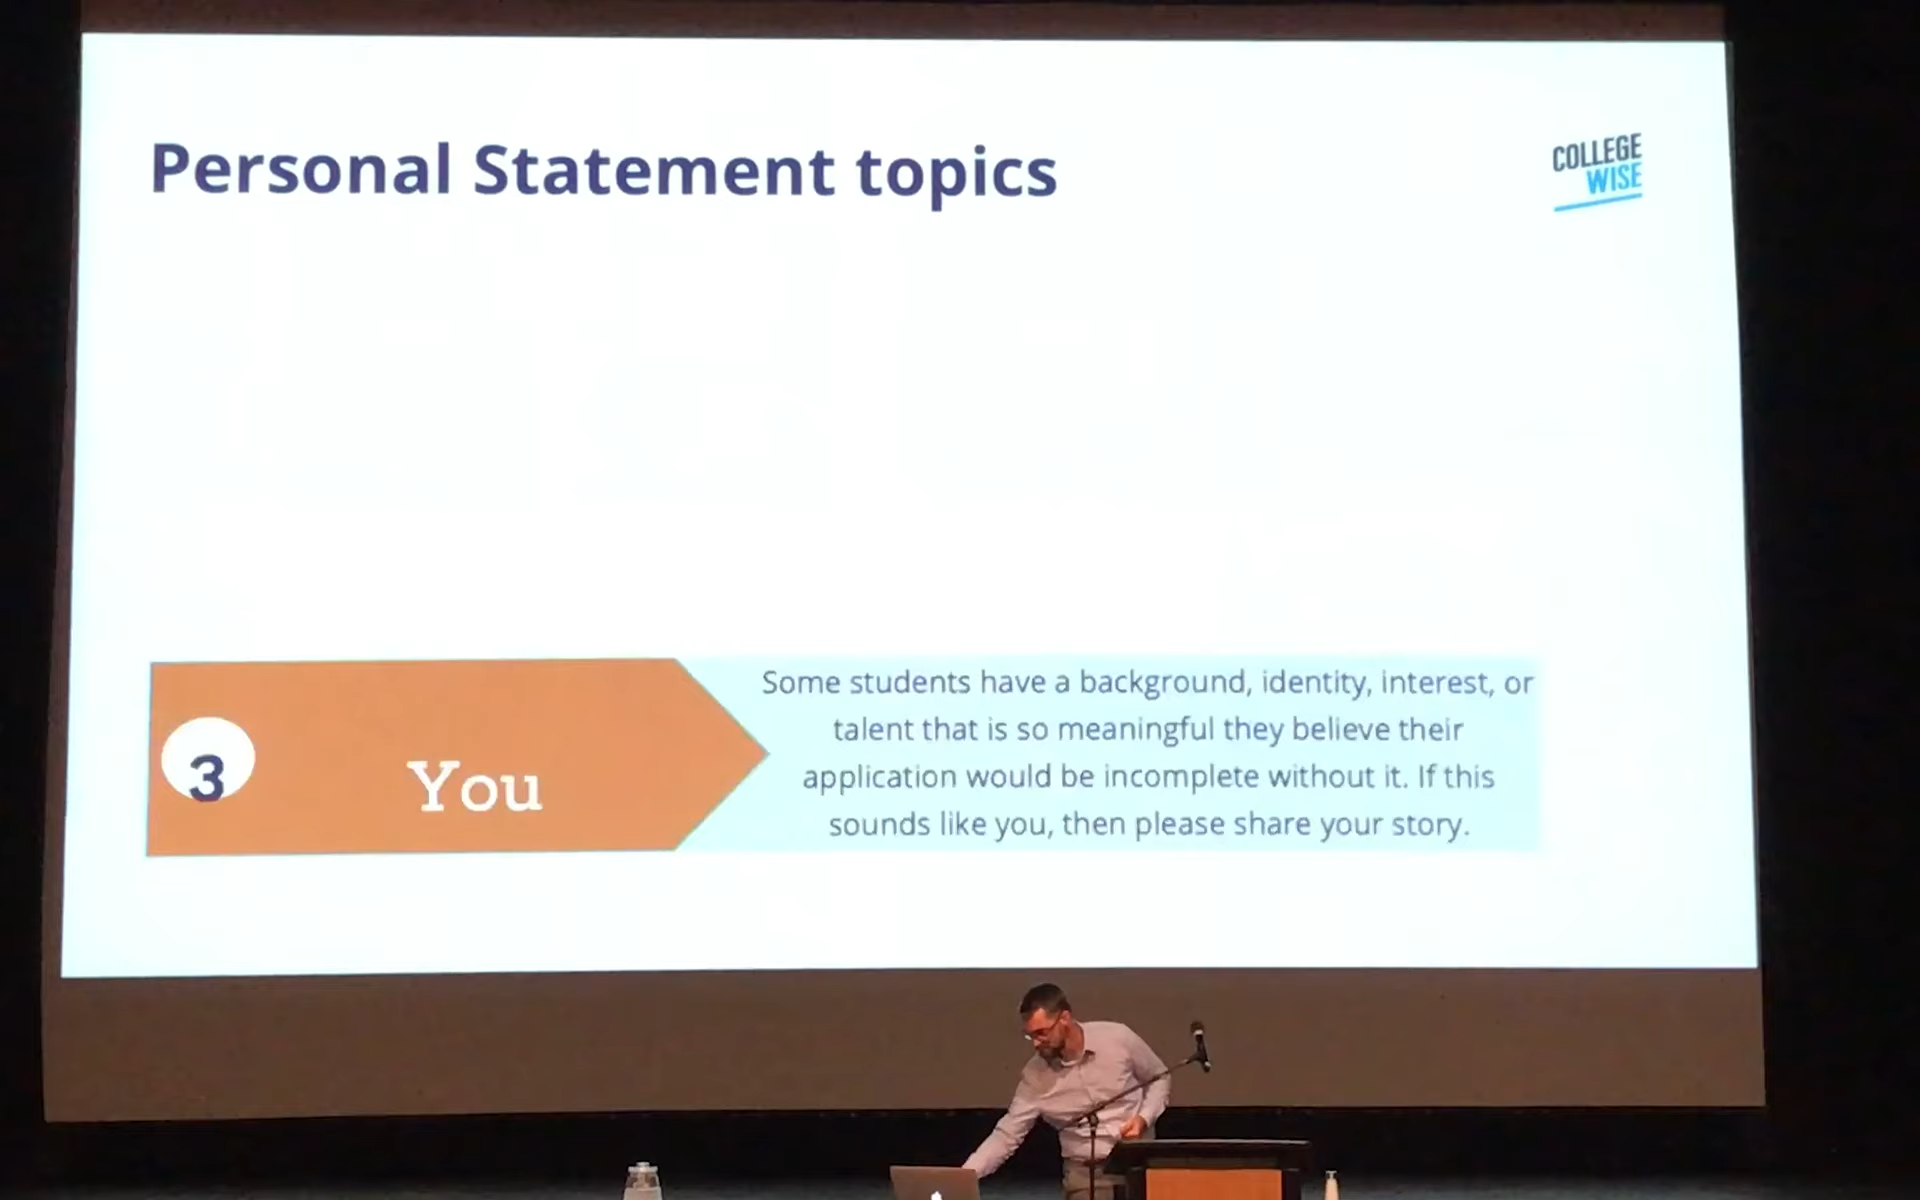 Personal Statement topics
COLLEGE
WISE
3
You
Some students have a background, identity, interest, or
talent that is so meaningful they believe their
application would be incomplete without it. If this
sounds like you, then please share your story.